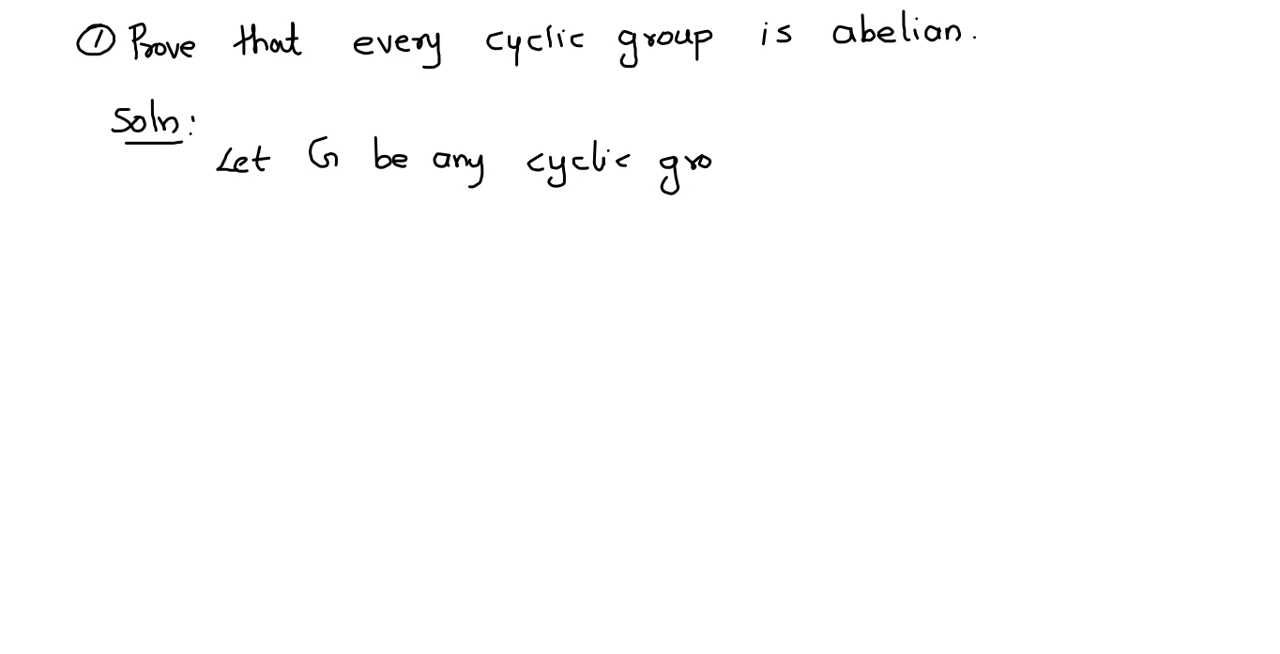 ① Prove that every cyclic group is abelian.
Soln:
Let G be any cyclic gro